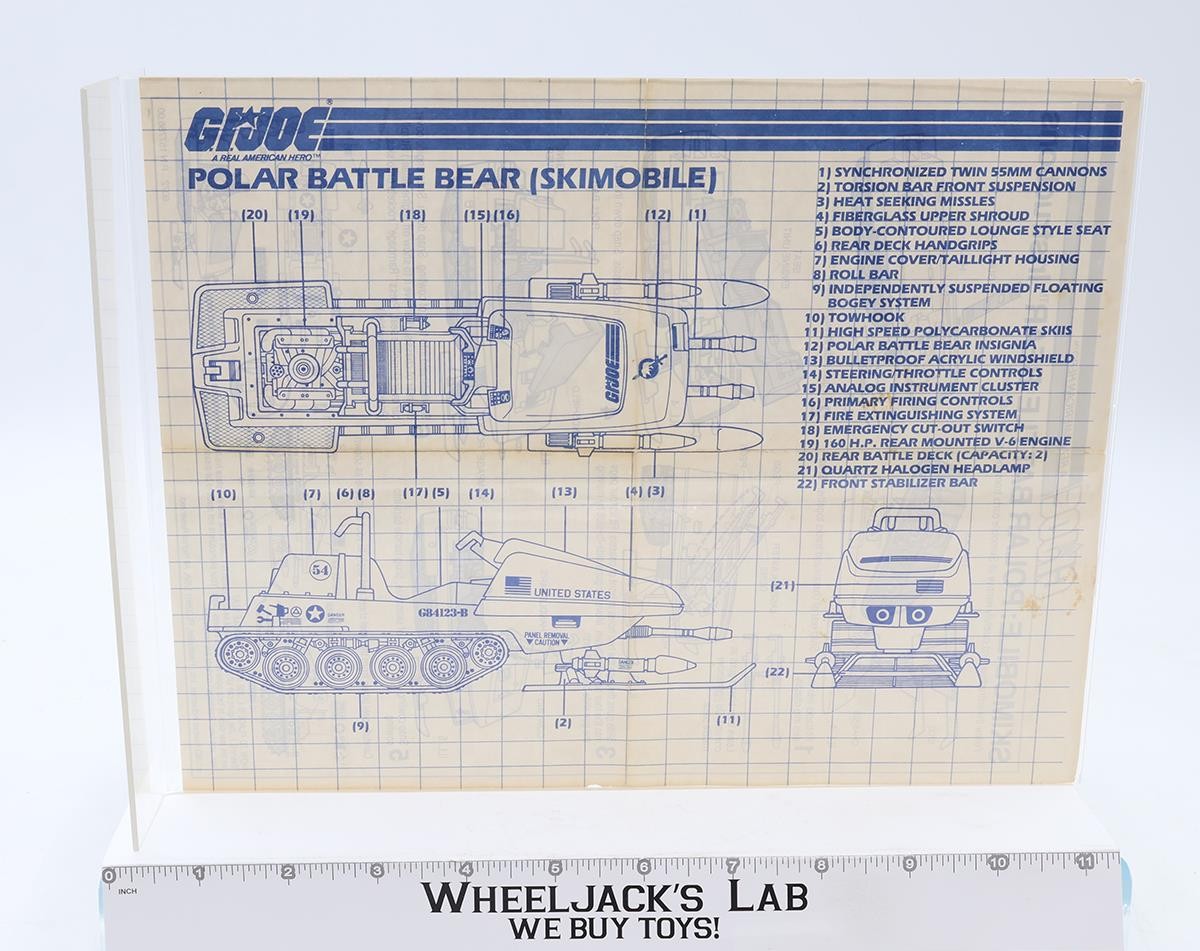 G.I. JOE®
A REAL AMERICAN HERO™
POLAR BATTLE BEAR (SKIMOBILE)
1) SYNCHRONIZED TWIN 55MM CANNONS
2) TORSION BAR FRONT SUSPENSION
3) HEAT SEEKING MISSLES
4) FIBERGLASS UPPER SHROUD
5) BODY-CONTOURED LOUNGE STYLE SEAT
6) REAR DECK HANDGRIPS
7) ENGINE COVER/TAILLIGHT HOUSING
8) ROLL BAR
9) INDEPENDENTLY SUSPENDED FLOATING
BOGEY SYSTEM
10) TOWHOOK
11) HIGH SPEED POLYCARBONATE SKIIS
12) POLAR BATTLE BEAR INSIGNIA
13) BULLETPROOF ACRYLIC WINDSHIELD
14) STEERING/THROTTLE CONTROLS
15) ANALOG INSTRUMENT CLUSTER
16) PRIMARY FIRING CONTROLS
17) FIRE EXTINGUISHING SYSTEM
18) EMERGENCY CUT-OUT SWITCH
19) 160 H.P. REAR MOUNTED V-6 ENGINE
20) REAR BATTLE DECK (CAPACITY: 2)
21) QUARTZ HALOGEN HEADLAMP
22) FRONT STABILIZER BAR
(20) (19) (18) (15) (16) (12) (1)
G.I. JOE
(10) (7) (6) (8) (17) (5) (14) (13) (4) (3)
54
UNITED STATES
G84123-B
DANGER
PANEL REMOVAL
CAUTION
DANGER
(21)
(22)
(9) (2) (11)
0 1 2 3 4 5 6 7 8 9 10 11
INCH
WHEELJACK'S LAB
WE BUY TOYS!